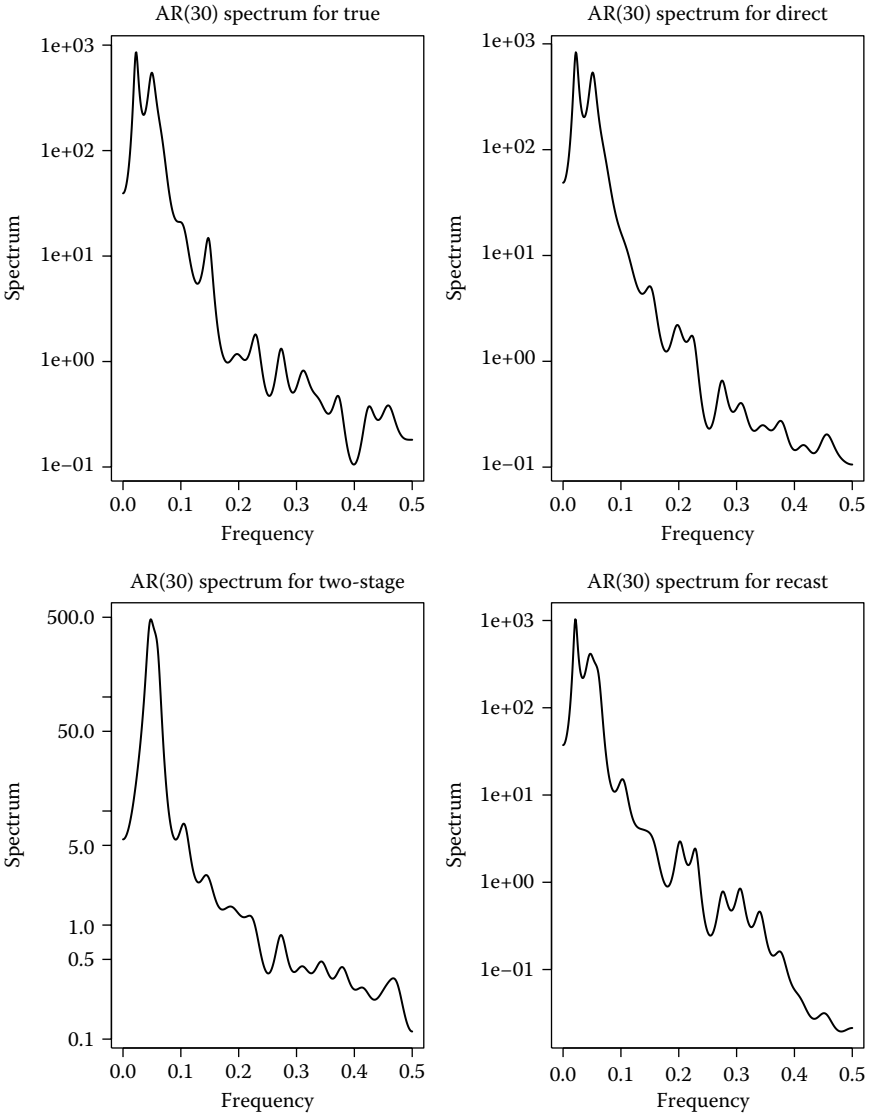 AR(30) spectrum for true
1e+03
1e+02
1e+01
1e+00
1e−01
Spectrum
0.0 0.1 0.2 0.3 0.4 0.5
Frequency
AR(30) spectrum for direct
1e+03
1e+02
1e+01
1e+00
1e−01
Spectrum
0.0 0.1 0.2 0.3 0.4 0.5
Frequency
AR(30) spectrum for two-stage
500.0
50.0
5.0
1.0
0.5
0.1
Spectrum
0.0 0.1 0.2 0.3 0.4 0.5
Frequency
AR(30) spectrum for recast
1e+03
1e+02
1e+01
1e+00
1e−01
Spectrum
0.0 0.1 0.2 0.3 0.4 0.5
Frequency